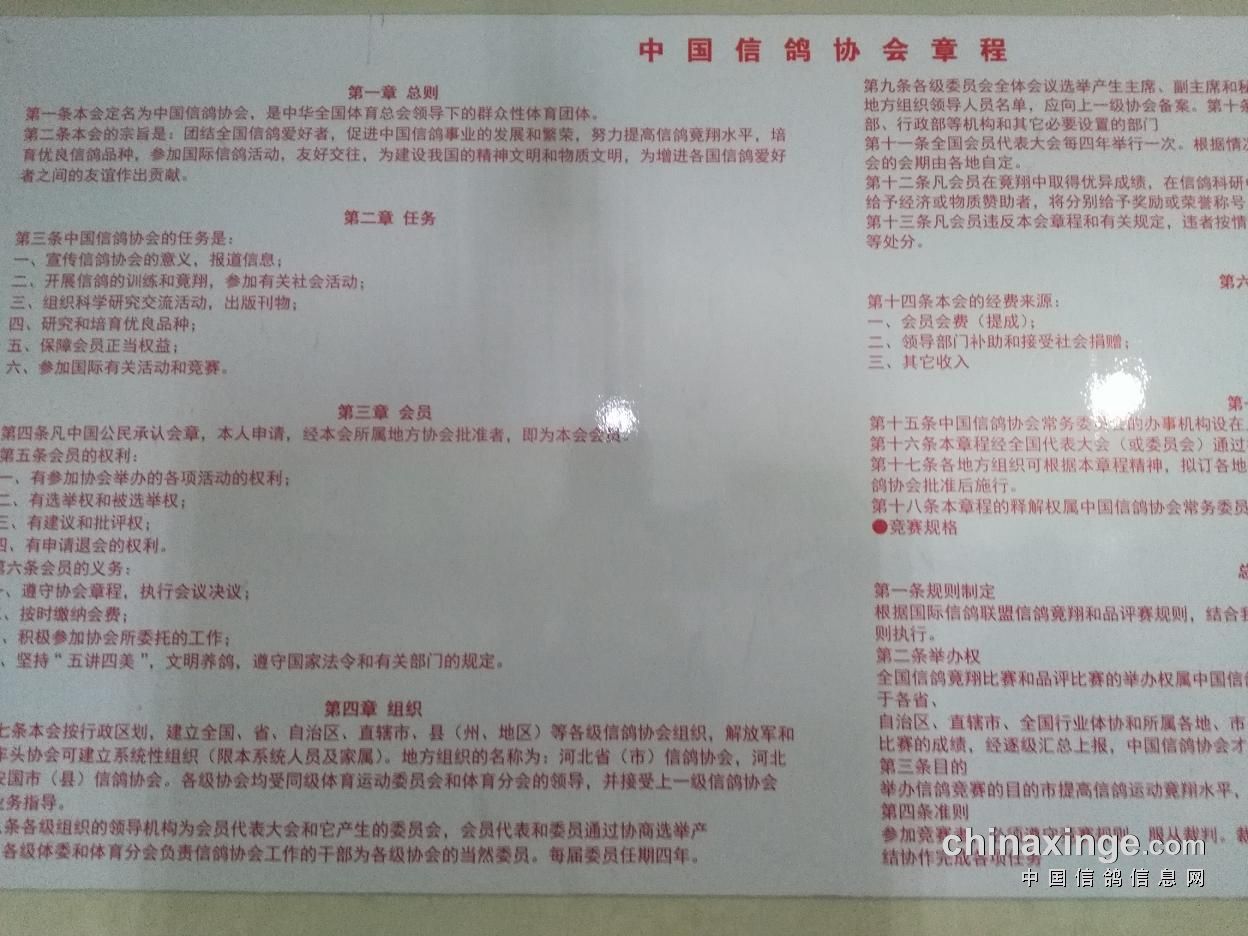 中国信鸽协会章程
第一章 总则
第一条本会定名为中国信鸽协会，是中华全国体育总会领导下的群众性体育团体。
第二条本会的宗旨是：团结全国信鸽爱好者，促进中国信鸽事业的发展和繁荣，努力提高信鸽竟翔水平，培
育优良信鸽品种，参加国际信鸽活动，友好交往，为建设我国的精神文明和物质文明，为增进各国信鸽爱好
者之间的友谊作出贡献。
第二章 任务
第三条中国信鸽协会的任务是：
一、宣传信鸽协会的意义，报道信息；
二、开展信鸽的训练和竟翔，参加有关社会活动；
三、组织科学研究交流活动，出版刊物；
四、研究和培育优良品种；
五、保障会员正当权益；
六、参加国际有关活动和竞赛。
第三章 会员
第四条凡中国公民承认会章，本人申请，经本会所属地方协会批准者，即为本会会员。
第五条会员的权利：
一、有参加协会举办的各项活动的权利；
二、有选举权和被选举权；
三、有建议和批评权；
四、有申请退会的权利。
第六条会员的义务：
、遵守协会章程，执行会议决议；
、按时缴纳会费；
、积极参加协会所委托的工作；
、坚持“五讲四美”，文明养鸽，遵守国家法令和有关部门的规定。
第四章 组织
七条本会按行政区划，建立全国、省、自治区、直辖市、县（州、地区）等各级信鸽协会组织，解放军和
头协会可建立系统性组织（限本系统人员及家属）。地方组织的名称为：河北省（市）信鸽协会，河北
安国市（县）信鸽协会。各级协会均受同级体育运动委员会和体育分会的领导，并接受上一级信鸽协会
业务指导。
条各级组织的领导机构为会员代表大会和它产生的委员会，会员代表和委员通过协商选举产
各级体委和体育分会负责信鸽协会工作的干部为各级协会的当然委员。每届委员任期四年。
第九条各级委员会全体会议选举产生主席、副主席和秘
地方组织领导人员名单，应向上一级协会备案。第十条
部、行政部等机构和其它必要设置的部门
第十一条全国会员代表大会每四年举行一次。根据情况
会的会期由各地自定。
第十二条凡会员在竟翔中取得优异成绩，在信鸽科研
给予经济或物质赞助者，将分别给予奖励或荣誉称号
第十三条凡会员违反本会章程和有关规定，违者按情
等处分。
第六
第十四条本会的经费来源：
一、会员会费（提成）；
二、领导部门补助和接受社会捐赠；
三、其它收入
第
第十五条中国信鸽协会常务委员会的办事机构设在
第十六条本章程经全国代表大会（或委员会）通过
第十七条各地方组织可根据本章程精神，拟订各地
鸽协会批准后施行。
第十八条本章程的释解权属中国信鸽协会常务委员
●竞赛规格
总
第一条规则制定
根据国际信鸽联盟信鸽竟翔和品评赛规则，结合我
则执行。
第二条举办权
全国信鸽竟翔比赛和品评比赛的举办权属中国信鸽
于各省、
自治区、直辖市、全国行业体协和所属各地、市
比赛的成绩，经逐级汇总上报，中国信鸽协会才
第三条目的
举办信鸽竞赛的目的市提高信鸽运动竟翔水平，
第四条准则
参加竞赛者，必须遵守竞赛规则，服从裁判。裁
结协作完成各项任务
chinaxinge.com
中国信鸽信息网